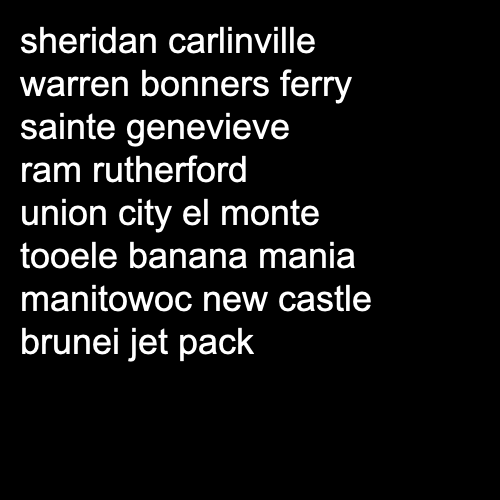 sheridan carlinville
warren bonners ferry
sainte genevieve
ram rutherford
union city el monte
tooele banana mania
manitowoc new castle
brunei jet pack